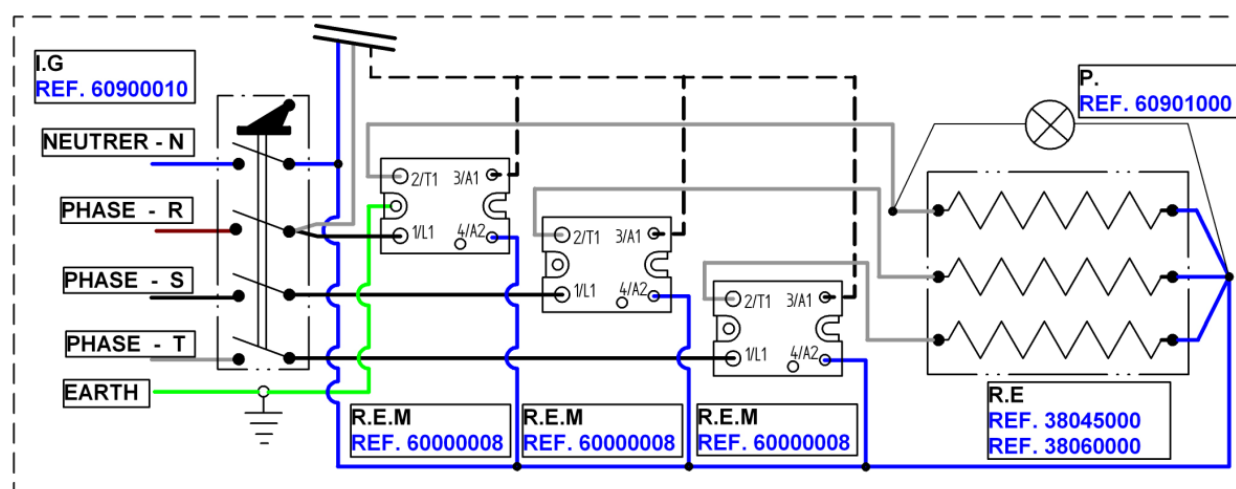 I.G
REF. 60900010
P.
REF. 60901000
NEUTRER - N
PHASE - R
PHASE - S
PHASE - T
EARTH
2/T1 3/A1
1/L1 4/A2
2/T1 3/A1
1/L1 4/A2
2/T1 3/A1
1/L1 4/A2
R.E.M
REF. 60000008
R.E.M
REF. 60000008
R.E.M
REF. 60000008
R.E
REF. 38045000
REF. 38060000